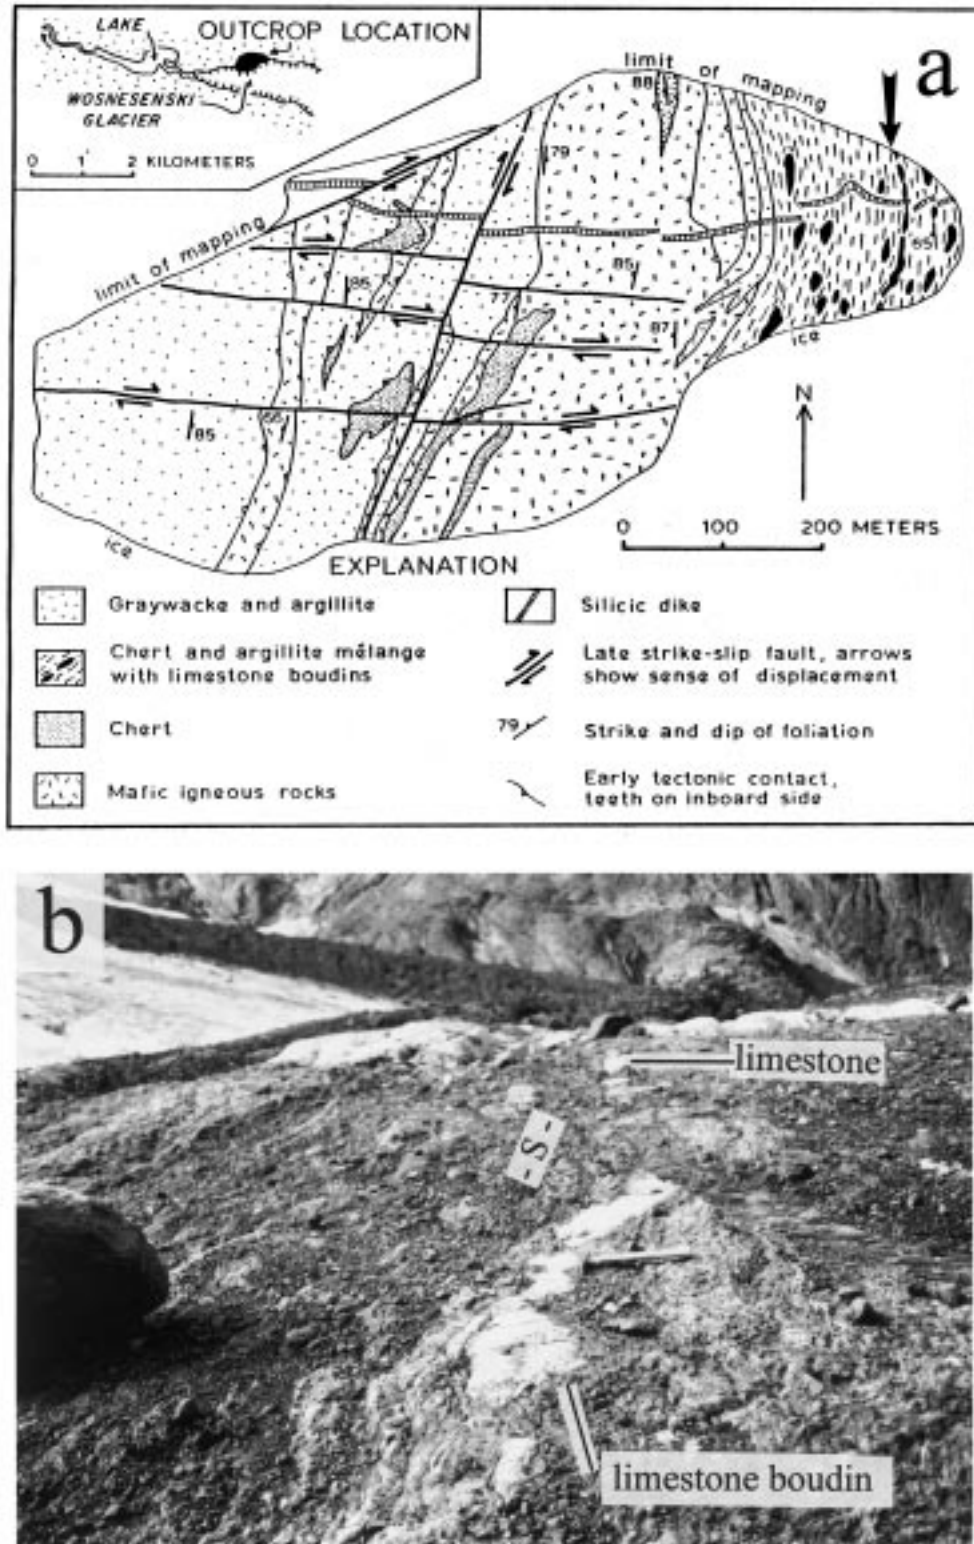 LAKE
OUTCROP LOCATION
WOSNESENSKI
GLACIER
0 1 2 KILOMETERS
a
limit of mapping
88
79
limit of mapping
85
85
77
87
65
ice
85
ice
N
0 100 200 METERS
EXPLANATION
Graywacke and argillite
Chert and argillite mélange
with limestone boudins
Chert
Mafic igneous rocks
Silicic dike
Late strike-slip fault, arrows
show sense of displacement
79
Strike and dip of foliation
Early tectonic contact,
teeth on inboard side
b
limestone
- S -
limestone boudin